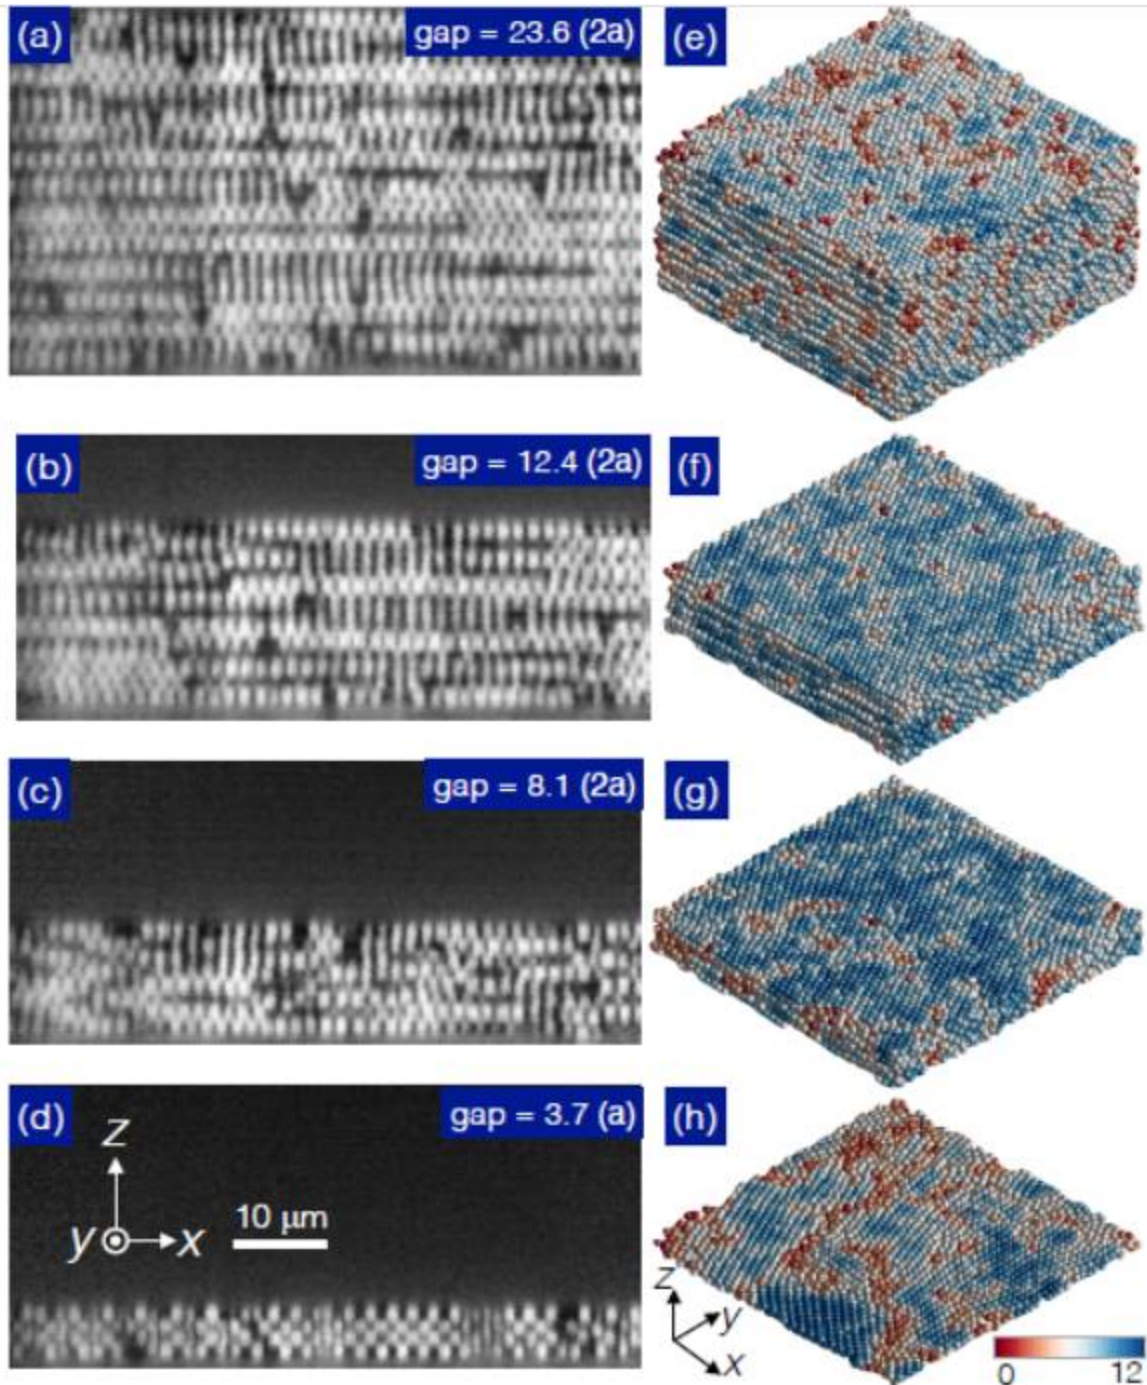 (a)
gap = 23.6 (2a)
(e)
(b)
gap = 12.4 (2a)
(f)
(c)
gap = 8.1 (2a)
(g)
(d)
gap = 3.7 (a)
(h)
z
y
x
10 μm
z
y
x
0
12